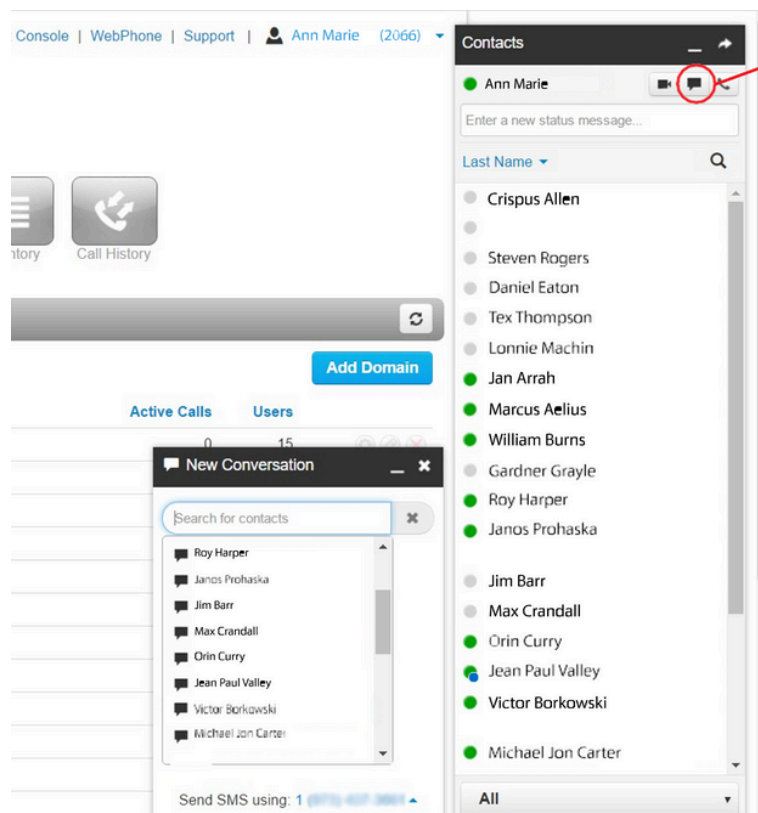 Console | WebPhone | Support | Ann Marie (2066)
ntory
Call History
Add Domain
Active Calls Users
0 15
Contacts
Ann Marie
Enter a new status message...
Last Name
Crispus Allen
Steven Rogers
Daniel Eaton
Tex Thompson
Lonnie Machin
Jan Arrah
Marcus Aelius
William Burns
Gardner Grayle
Roy Harper
Janos Prohaska
Jim Barr
Max Crandall
Orin Curry
Jean Paul Valley
Victor Borkowski
Michael Jon Carter
All
New Conversation
Search for contacts
Roy Harper
Janos Prohaska
Jim Barr
Max Crandall
Orin Curry
Jean Paul Valley
Victor Borkowski
Michael Jon Carter
Send SMS using: 1